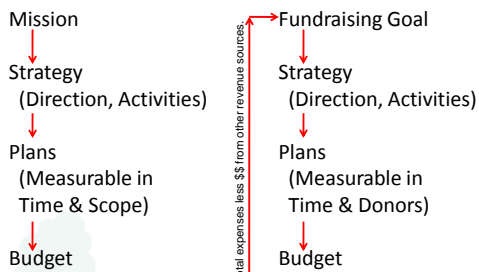 Mission
Strategy
(Direction, Activities)
Plans
(Measurable in
Time & Scope)
Budget
expenses less $$ from other revenue sources.
Fundraising Goal
Strategy
(Direction, Activities)
Plans
(Measurable in
Time & Donors)
Budget